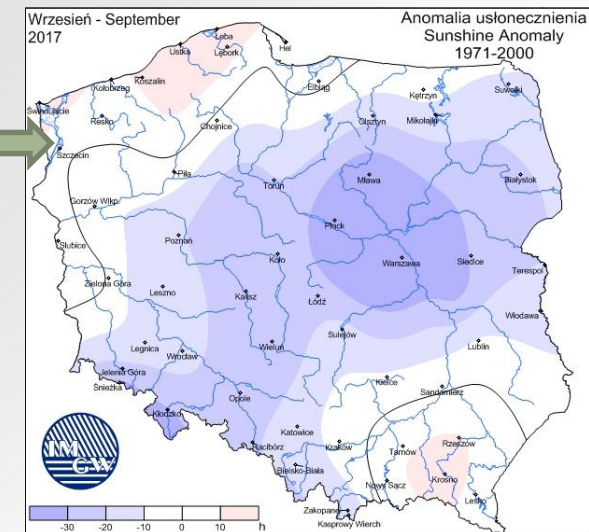 Wrzesień - September
2017
Anomalia usłonecznienia
Sunshine Anomaly
1971-2000
Łeba
Ustka
Lębork
Hel
Koszalin
Kołobrzeg
Świnoujście
Resko
Szczecin
Chojnice
Elbląg
Kętrzyn
Suwałki
Olsztyn
Mikołajki
Piła
Toruń
Mława
Białystok
Gorzów Wlkp.
Płock
Słubice
Poznań
Koło
Warszawa
Siedlce
Terespol
Zielona Góra
Leszno
Kalisz
Łódź
Włodawa
Sulejów
Legnica
Wrocław
Wieluń
Lublin
Jelenia Góra
Śnieżka
Kielce
Sandomierz
Kłodzko
Opole
Katowice
Racibórz
Kraków
Tarnów
Rzeszów
Bielsko-Biała
Nowy Sącz
Krosno
Lesko
Zakopane
Kasprowy Wierch
IM
G-W
-30 -20 -10 0 10 h